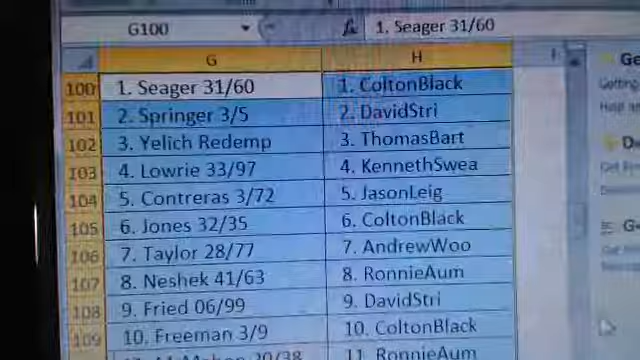 G100 fx 1. Seager 31/60
G H
100 1. Seager 31/60 1. ColtonBlack
101 2. Springer 3/5 2. DavidStri
102 3. Yelich Redemp 3. ThomasBart
103 4. Lowrie 33/97 4. KennethSwea
104 5. Contreras 3/72 5. JasonLeig
105 6. Jones 32/35 6. ColtonBlack
106 7. Taylor 28/77 7. AndrewWoo
107 8. Neshek 41/63 8. RonnieAum
108 9. Fried 06/99 9. DavidStri
109 10. Freeman 3/9 10. ColtonBlack
11. RonnieAum
Ge
Getting